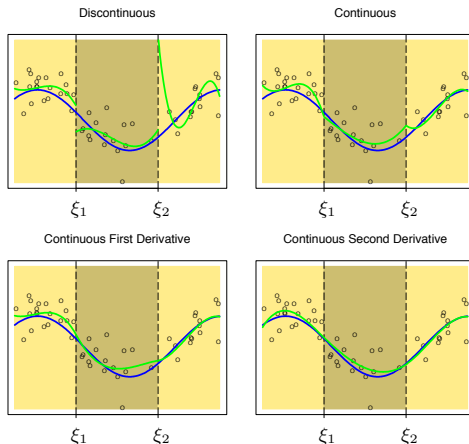 Discontinuous
Continuous
ξ1
ξ2
ξ1
ξ2
Continuous First Derivative
Continuous Second Derivative
ξ1
ξ2
ξ1
ξ2